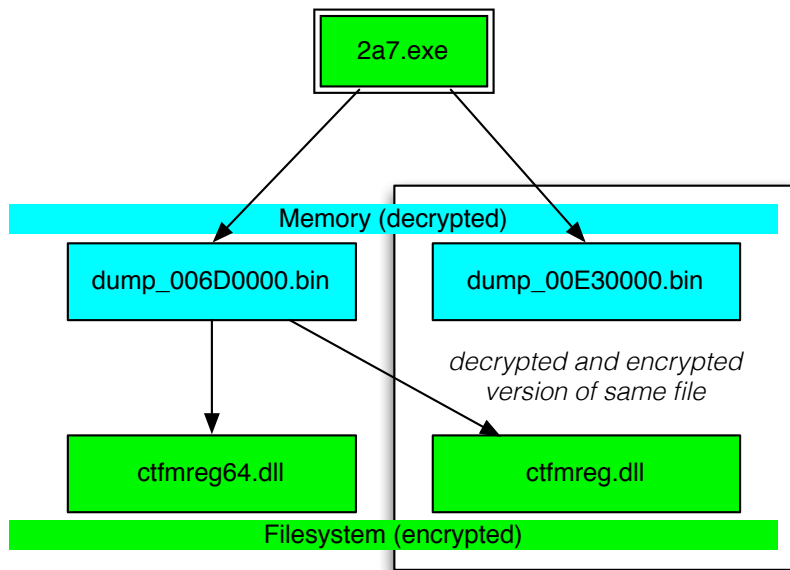 2a7.exe
Memory (decrypted)
dump_006D0000.bin
dump_00E30000.bin
decrypted and encrypted
version of same file
ctfmreg64.dll
ctfmreg.dll
Filesystem (encrypted)